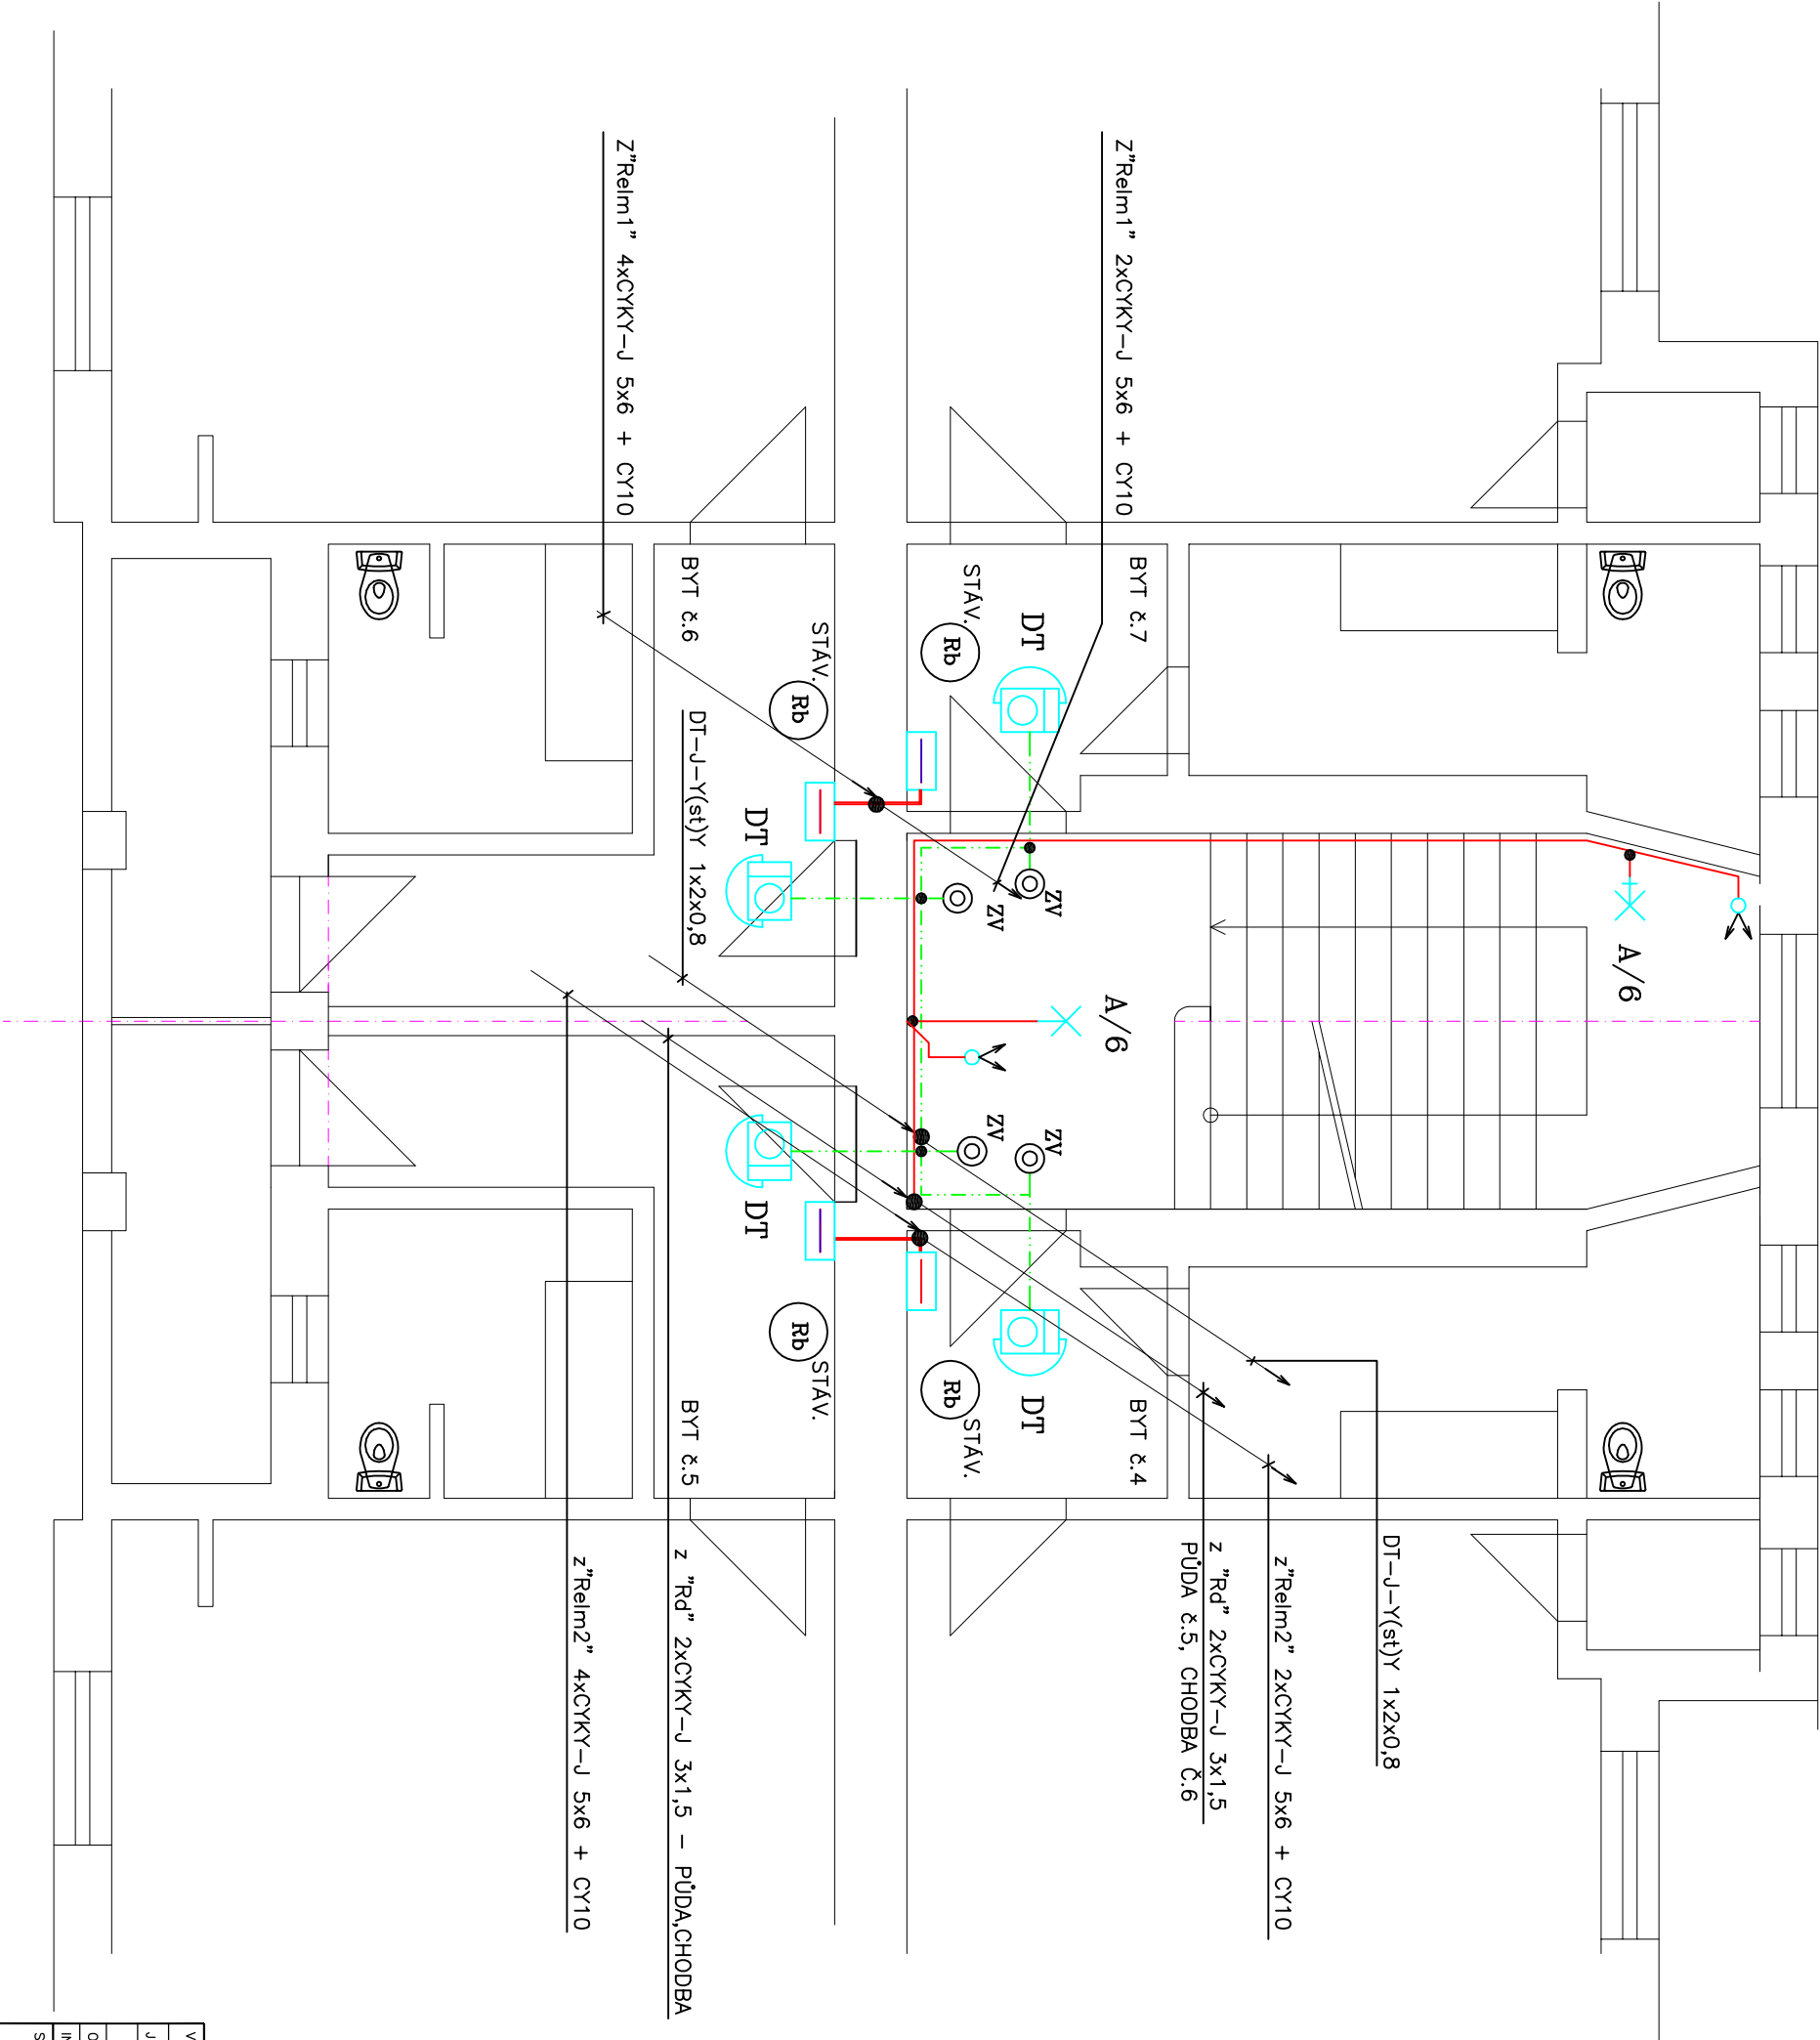 A/6
DT-J-Y(st)Y 1x2x0,8
z"Relm2" 2xCYKY-J 5x6 + CY10
z "Rd" 2xCYKY-J 3x1,5
PŮDA č.5, CHODBA Č.6
Z"Relm1" 2xCYKY-J 5x6 + CY10
BYT č.7
A/6
BYT č.4
ZV
ZV
DT
DT
STÁV.
Rb
ZV
ZV
Rb
STÁV.
STÁV.
Rb
Rb
STÁV.
DT
DT
BYT č.6
DT-J-Y(st)Y 1x2x0,8
BYT č.5
z "Rd" 2xCYKY-J 3x1,5 - PŮDA,CHODBA
Z"Relm1" 4xCYKY-J 5x6 + CY10
z"Relm2" 4xCYKY-J 5x6 + CY10
V
J